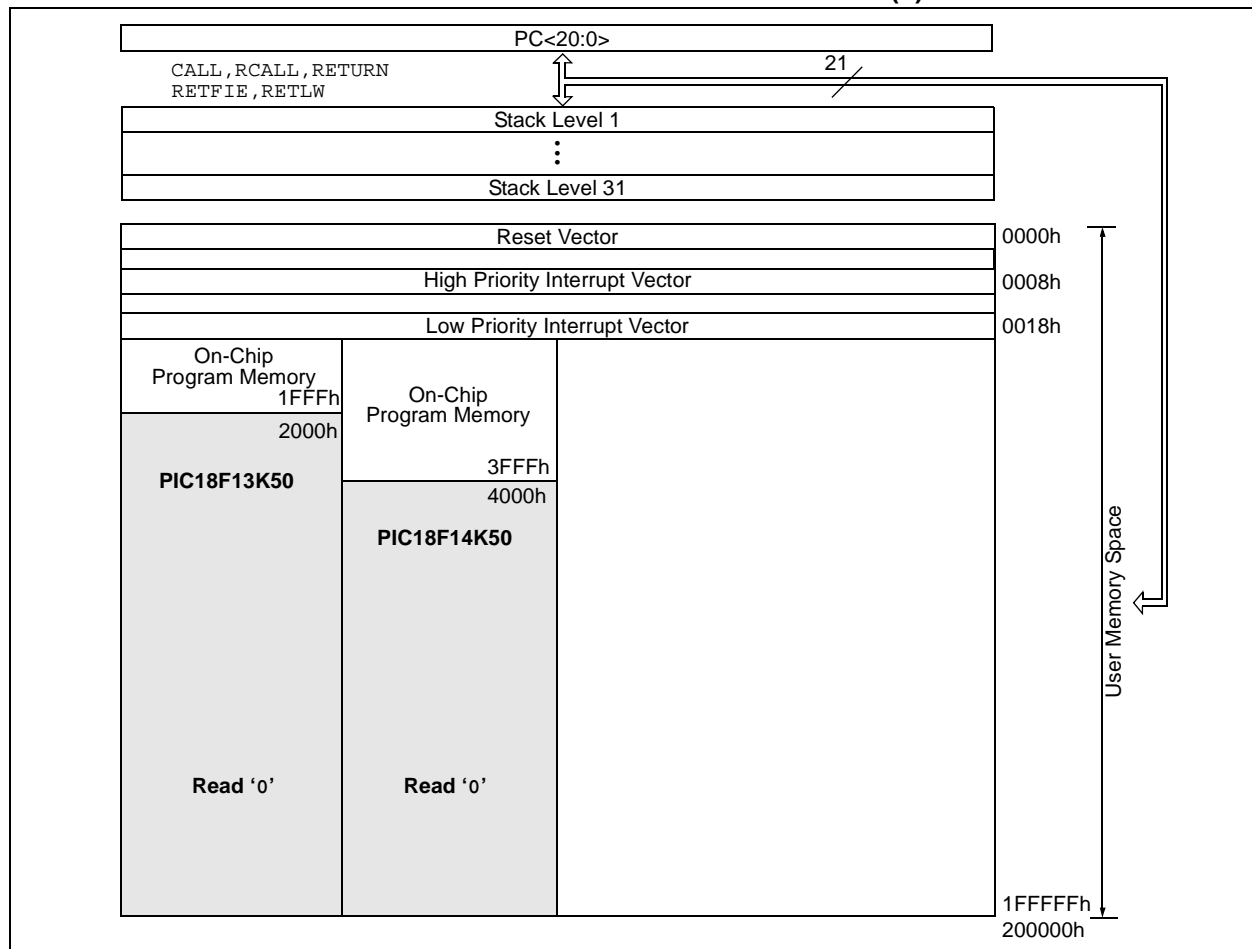 PC<20:0>
CALL,RCALL,RETURN
RETFIE,RETLW
21
Stack Level 1
Stack Level 31
Reset Vector
0000h
High Priority Interrupt Vector
0008h
Low Priority Interrupt Vector
0018h
On-Chip
Program Memory
1FFFh
2000h
PIC18F13K50
Read ‘0’
On-Chip
Program Memory
3FFFh
4000h
PIC18F14K50
Read ‘0’
User Memory Space
1FFFFFh
200000h